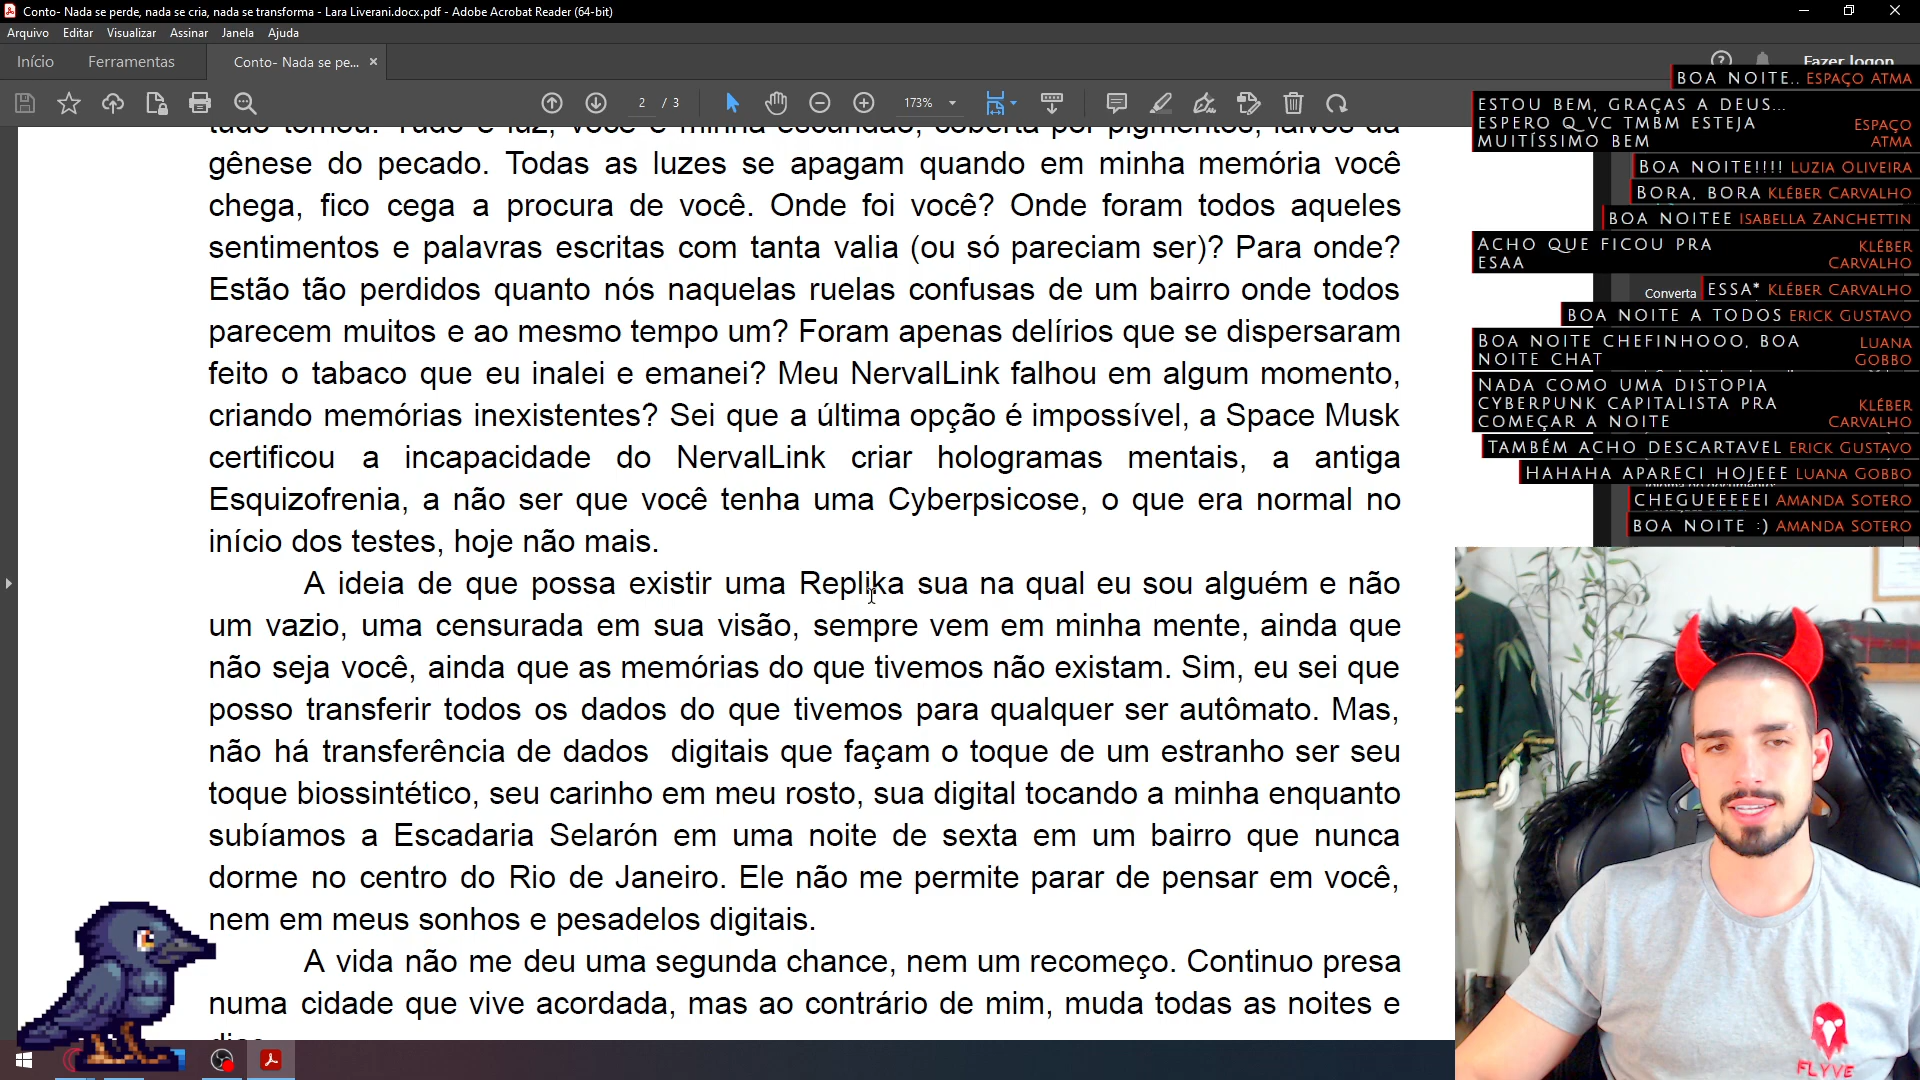 Conto- Nada se perde, nada se cria, nada se transforma - Lara Liverani.docx.pdf - Adobe Acrobat Reader (64-bit)
Arquivo Editar Visualizar Assinar Janela Ajuda
Início Ferramentas Conto- Nada se pe... × Fazer logon
2 / 3 173%
tudo tornou. Tudo é luz, você é minha escuridão, coberta por pigmentos, laivos da
gênese do pecado. Todas as luzes se apagam quando em minha memória você
chega, fico cega a procura de você. Onde foi você? Onde foram todos aqueles
sentimentos e palavras escritas com tanta valia (ou só pareciam ser)? Para onde?
Estão tão perdidos quanto nós naquelas ruelas confusas de um bairro onde todos
parecem muitos e ao mesmo tempo um? Foram apenas delírios que se dispersaram
feito o tabaco que eu inalei e emanei? Meu NervalLink falhou em algum momento,
criando memórias inexistentes? Sei que a última opção é impossível, a Space Musk
certificou a incapacidade do NervalLink criar hologramas mentais, a antiga
Esquizofrenia, a não ser que você tenha uma Cyberpsicose, o que era normal no
início dos testes, hoje não mais.
A ideia de que possa existir uma Replika sua na qual eu sou alguém e não
um vazio, uma censurada em sua visão, sempre vem em minha mente, ainda que
não seja você, ainda que as memórias do que tivemos não existam. Sim, eu sei que
posso transferir todos os dados do que tivemos para qualquer ser autômato. Mas,
não há transferência de dados  digitais que façam o toque de um estranho ser seu
toque biossintético, seu carinho em meu rosto, sua digital tocando a minha enquanto
subíamos a Escadaria Selarón em uma noite de sexta em um bairro que nunca
dorme no centro do Rio de Janeiro. Ele não me permite parar de pensar em você,
nem em meus sonhos e pesadelos digitais.
A vida não me deu uma segunda chance, nem um recomeço. Continuo presa
numa cidade que vive acordada, mas ao contrário de mim, muda todas as noites e
BOA NOITE.. ESPAÇO ATMA
ESTOU BEM, GRAÇAS A DEUS...
ESPERO Q VC TMBM ESTEJA ESPAÇO
MUITÍSSIMO BEM ATMA
BOA NOITE!!!! LUZIA OLIVEIRA
BORA, BORA KLÉBER CARVALHO
BOA NOITEE ISABELLA ZANCHETTIN
ACHO QUE FICOU PRA KLÉBER
ESAA CARVALHO
Converta ESSA* KLÉBER CARVALHO
BOA NOITE A TODOS ERICK GUSTAVO
BOA NOITE CHEFINHOOO, BOA LUANA
NOITE CHAT GOBBO
NADA COMO UMA DISTOPIA
CYBERPUNK CAPITALISTA PRA KLÉBER
COMEÇAR A NOITE CARVALHO
TAMBÉM ACHO DESCARTAVEL ERICK GUSTAVO
HAHAHA APARECI HOJEEE LUANA GOBBO
CHEGUEEEEEI AMANDA SOTERO
BOA NOITE :) AMANDA SOTERO
FLYVE